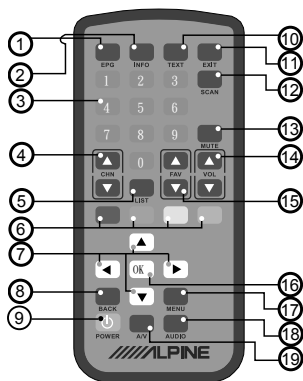 1 10
EPG INFO TEXT EXIT
2 11
1 2 3 SCAN
12
3 4 5 6
13
7 8 9 MUTE
4 0 14
CHN FAV VOL
15
5 LIST
6
7 OK 16
17
8 BACK MENU
18
9 POWER A/V AUDIO
ALPINE 19